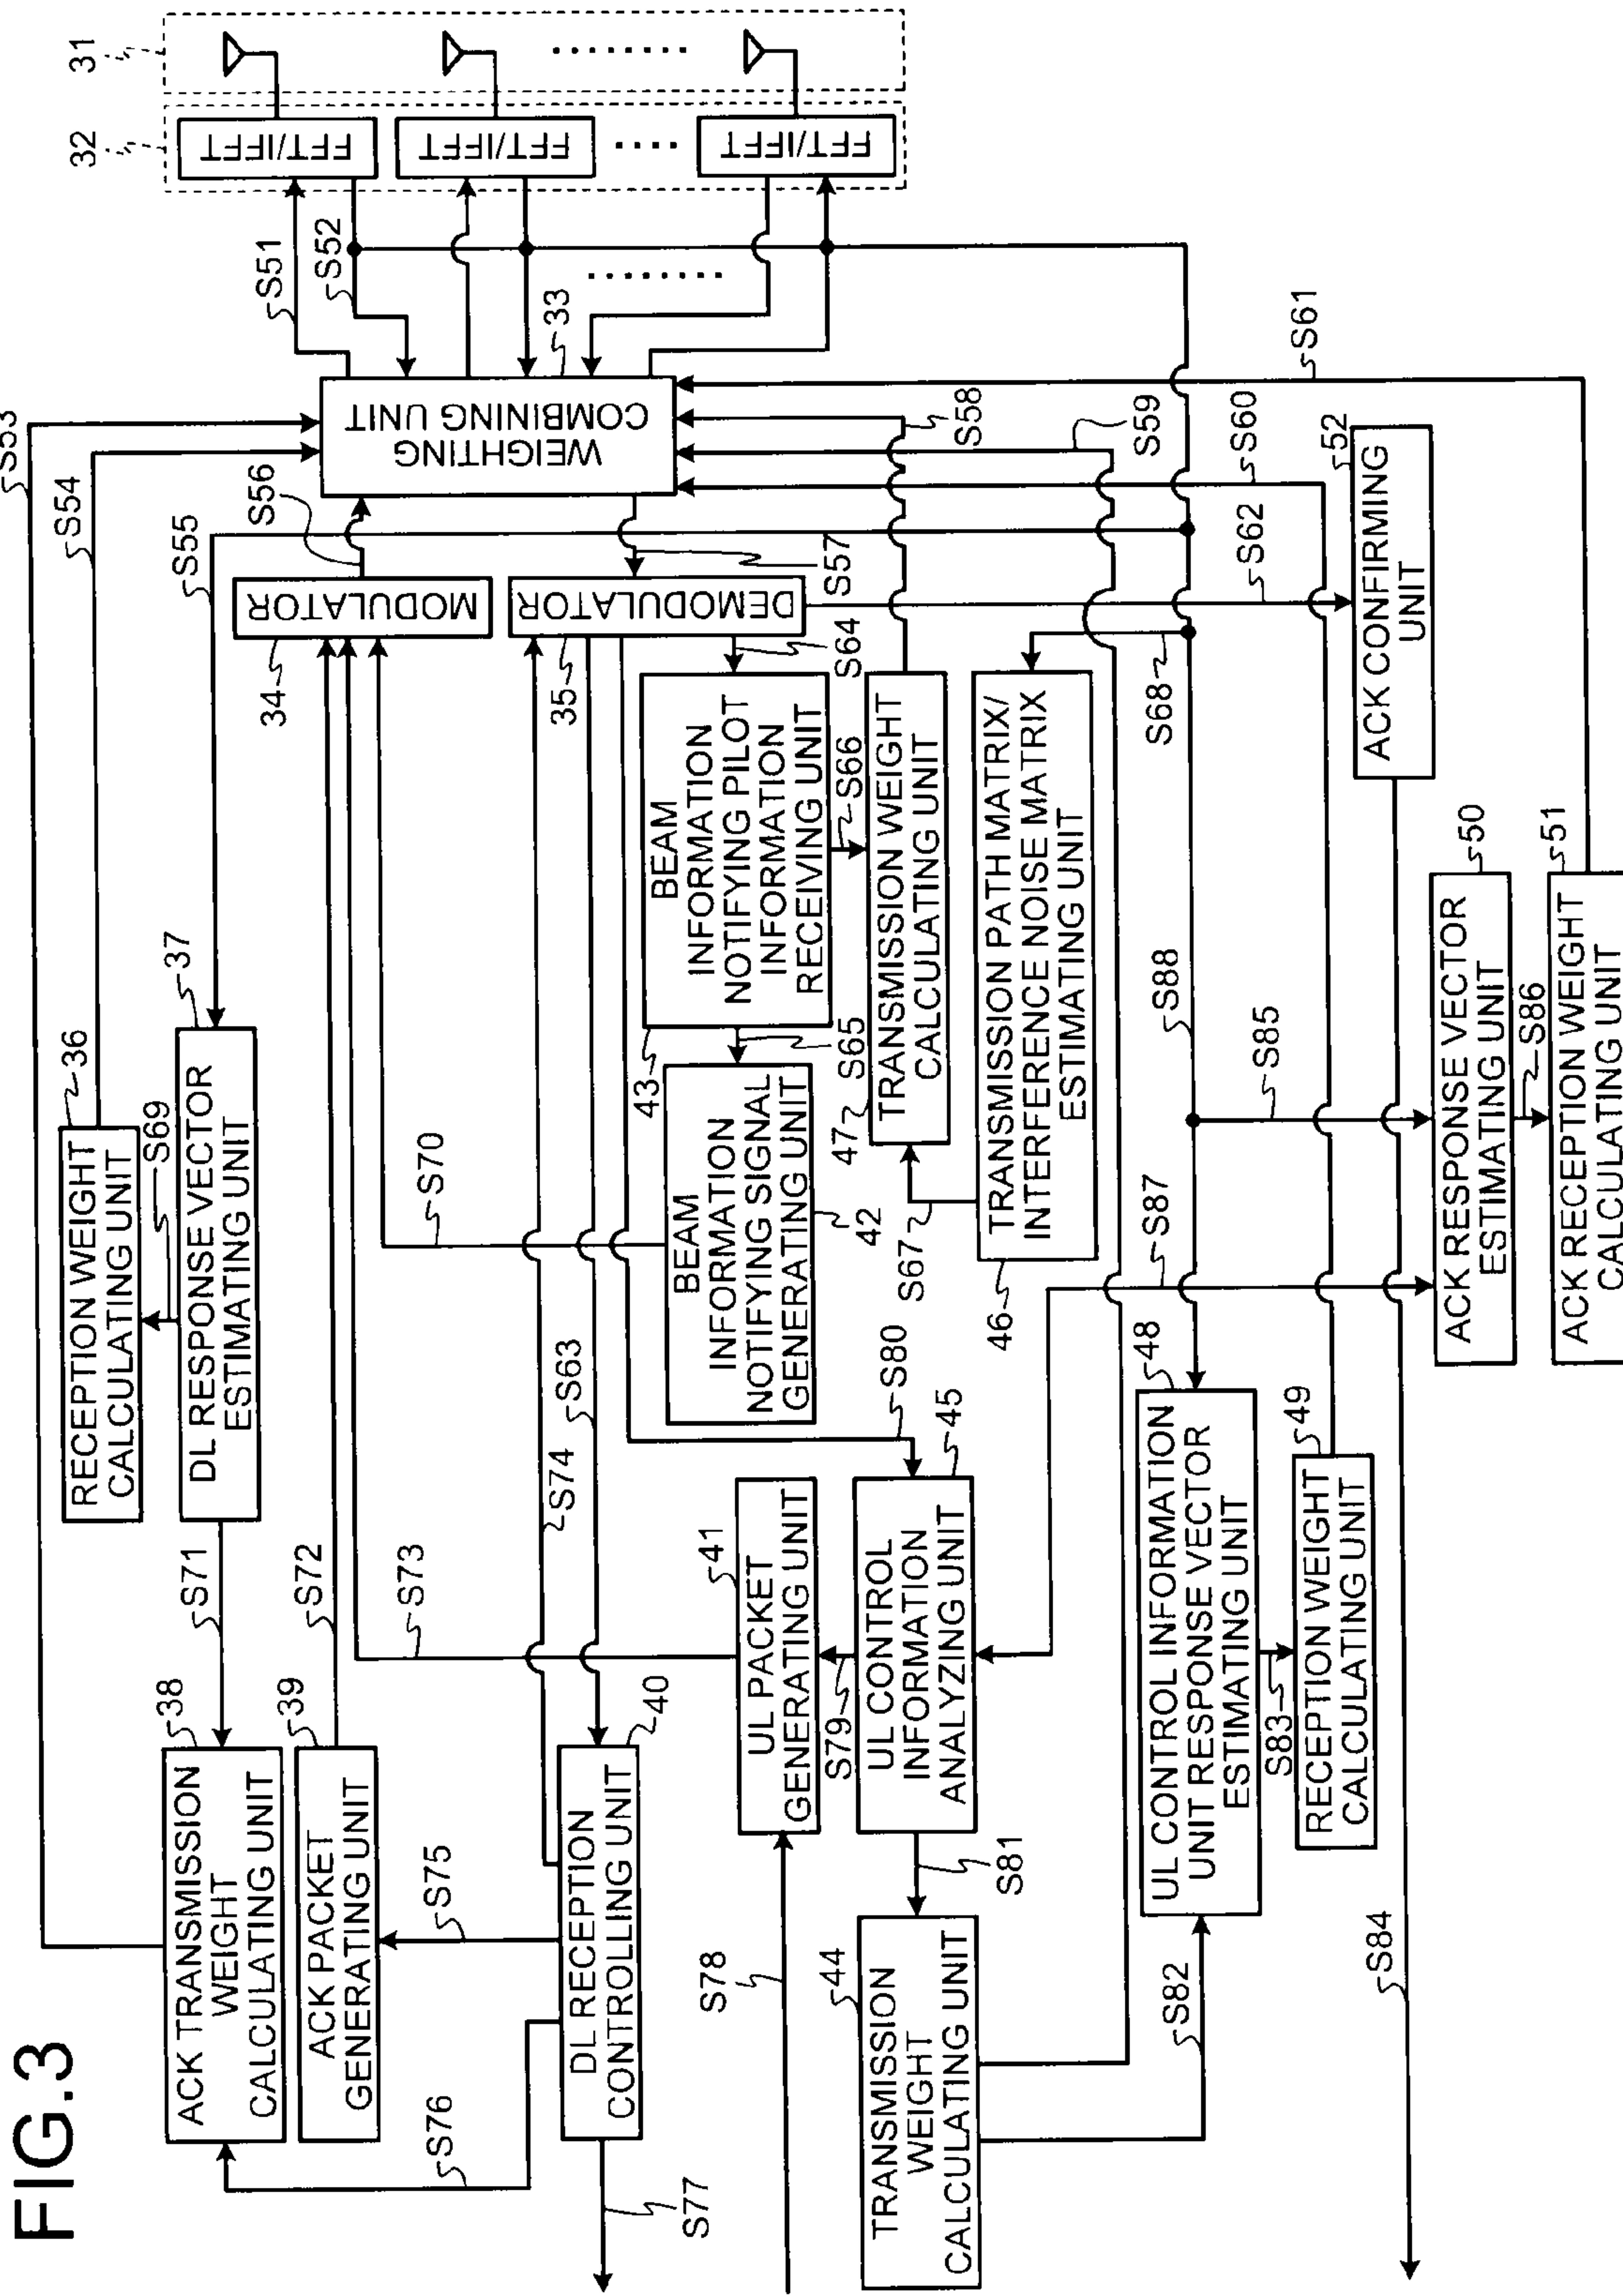 FIG.3
31
32
FFT/IFFT
FFT/IFFT
FFT/IFFT
S51
S52
33
WEIGHTING
COMBINING UNIT
S53
S54
S55
S56
S57
S58
S59
S60
S61
S62
34
MODULATOR
35
DEMODULATOR
S64
36
RECEPTION WEIGHT
CALCULATING UNIT
S69
37
DL RESPONSE VECTOR
ESTIMATING UNIT
S71
38
ACK TRANSMISSION
WEIGHT
CALCULATING UNIT
39
ACK PACKET
GENERATING UNIT
S72
S73
S75
S76
40
DL RECEPTION
CONTROLLING UNIT
S77
S74
S63
S70
43
BEAM
INFORMATION
NOTIFYING PILOT
INFORMATION
RECEIVING UNIT
S65
S66
42
BEAM
INFORMATION
NOTIFYING SIGNAL
GENERATING UNIT
47
TRANSMISSION WEIGHT
CALCULATING UNIT
S67
46
TRANSMISSION PATH MATRIX/
INTERFERENCE NOISE MATRIX
ESTIMATING UNIT
S68
52
ACK CONFIRMING
UNIT
41
UL PACKET
GENERATING UNIT
S78
S79
S80
45
UL CONTROL
INFORMATION
ANALYZING UNIT
S81
44
TRANSMISSION
WEIGHT
CALCULATING UNIT
S82
48
UL CONTROL INFORMATION
UNIT RESPONSE VECTOR
ESTIMATING UNIT
S83
49
RECEPTION WEIGHT
CALCULATING UNIT
S84
S85
S87
S88
50
ACK RESPONSE VECTOR
ESTIMATING UNIT
S86
51
ACK RECEPTION WEIGHT
CALCULATING UNIT